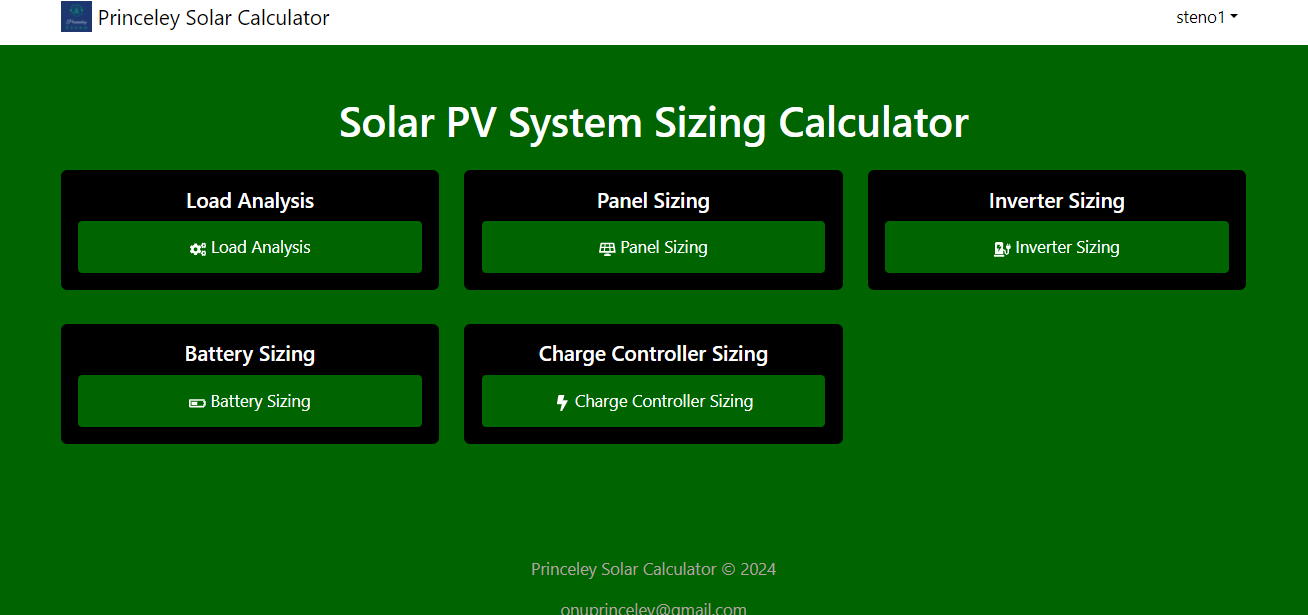 Princeley Solar Calculator
steno1
Solar PV System Sizing Calculator
Load Analysis
Load Analysis
Panel Sizing
Panel Sizing
Inverter Sizing
Inverter Sizing
Battery Sizing
Battery Sizing
Charge Controller Sizing
Charge Controller Sizing
Princeley Solar Calculator © 2024
onuprinceley@gmail.com